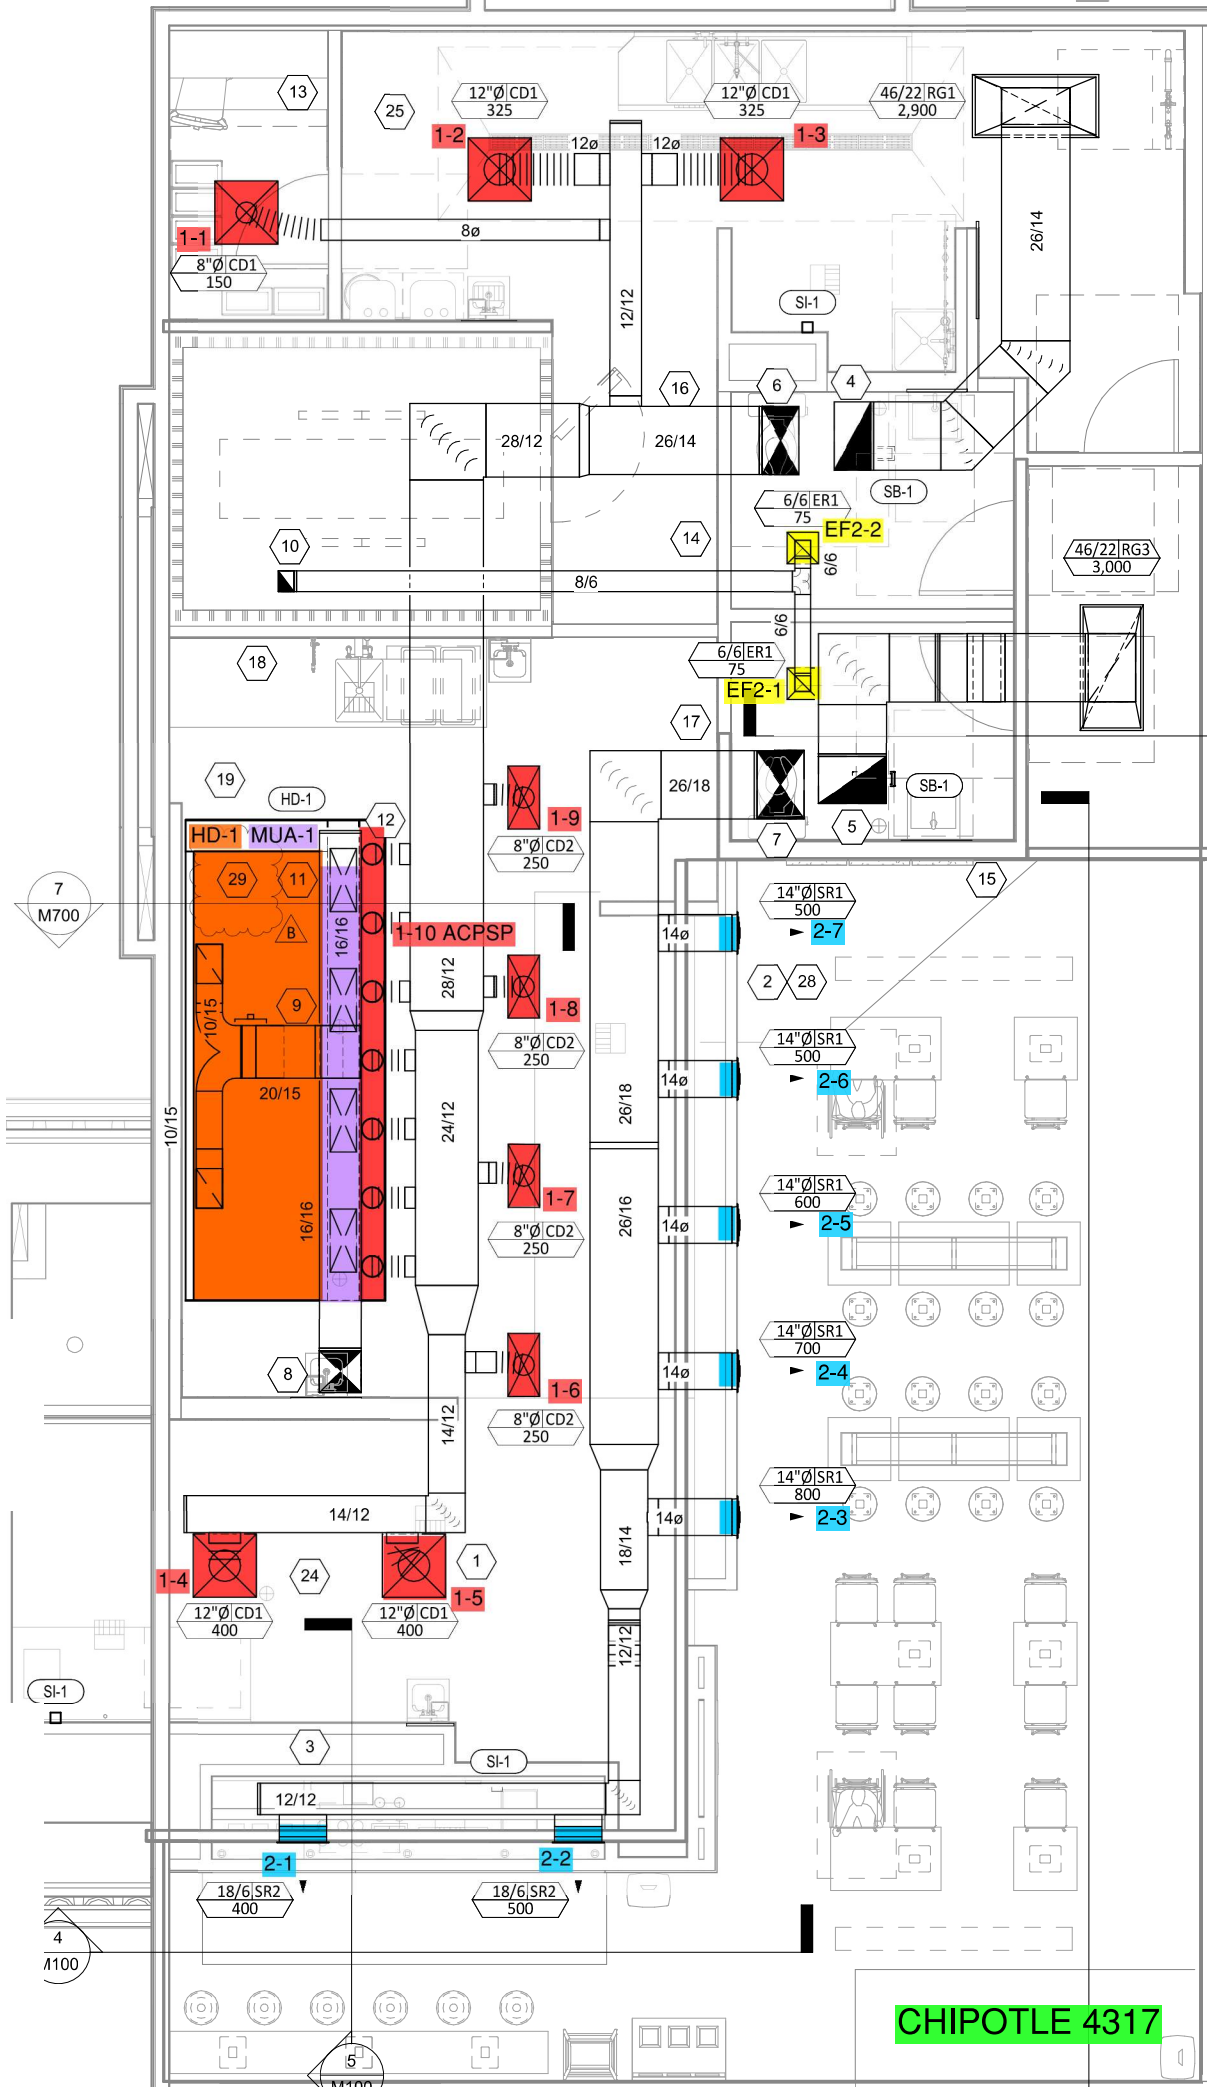 13
25
12"Ø CD1
325
12"Ø CD1
325
46/22 RG1
2,900
1-2
1-3
12ø
12ø
1-1
8ø
8"Ø CD1
150
26/14
12/12
SI-1
16
6
4
28/12
26/14
SB-1
6/6 ER1
75
EF2-2
14
10
8/6
6/6
46/22 RG3
3,000
6/6
6/6 ER1
75
EF2-1
18
17
19
HD-1
26/18
SB-1
12
1-9
7
5
HD-1
MUA-1
8"Ø CD2
250
29
11
15
7
M700
14"Ø SR1
500
2-7
B
16/16
1-10 ACPSP
14ø
28/12
2
28
9
1-8
10/15
8"Ø CD2
250
14"Ø SR1
500
2-6
14ø
20/15
26/18
24/12
10/15
1-7
14"Ø SR1
600
2-5
16/16
8"Ø CD2
250
26/16
14ø
14"Ø SR1
700
2-4
8
1-6
14ø
8"Ø CD2
250
14/12
14"Ø SR1
800
2-3
14/12
14ø
18/14
1-4
24
1
1-5
12"Ø CD1
400
12"Ø CD1
400
12/12
SI-1
3
SI-1
12/12
2-1
2-2
18/6 SR2
400
18/6 SR2
500
4
M100
CHIPOTLE 4317
5
M100